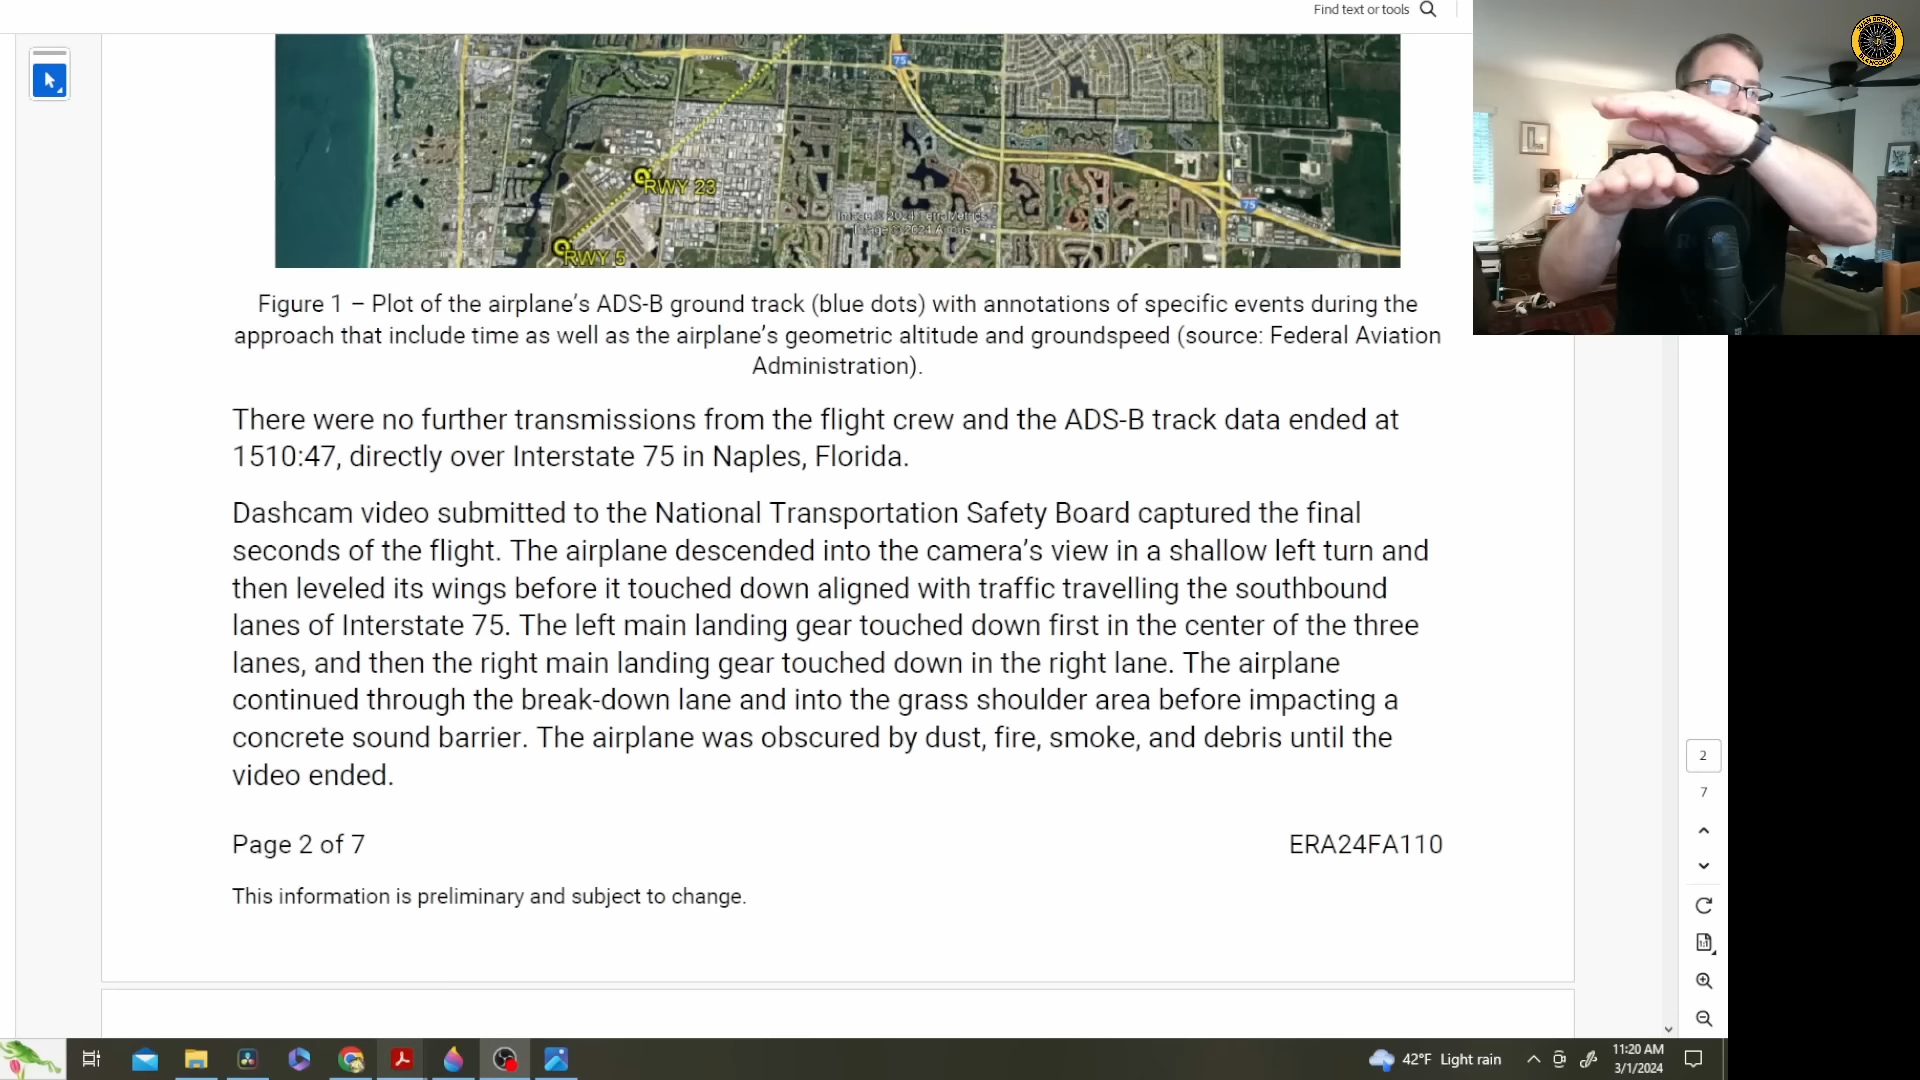 Find text or tools
75
RWY 23
75
RWY 5
Figure 1 – Plot of the airplane’s ADS-B ground track (blue dots) with annotations of specific events during the
approach that include time as well as the airplane’s geometric altitude and groundspeed (source: Federal Aviation
Administration).
There were no further transmissions from the flight crew and the ADS-B track data ended at
1510:47, directly over Interstate 75 in Naples, Florida.
Dashcam video submitted to the National Transportation Safety Board captured the final
seconds of the flight. The airplane descended into the camera’s view in a shallow left turn and
then leveled its wings before it touched down aligned with traffic travelling the southbound
lanes of Interstate 75. The left main landing gear touched down first in the center of the three
lanes, and then the right main landing gear touched down in the right lane. The airplane
continued through the break-down lane and into the grass shoulder area before impacting a
concrete sound barrier. The airplane was obscured by dust, fire, smoke, and debris until the
video ended.
2
7
Page 2 of 7
ERA24FA110
This information is preliminary and subject to change.
42°F Light rain
11:20 AM
3/1/2024